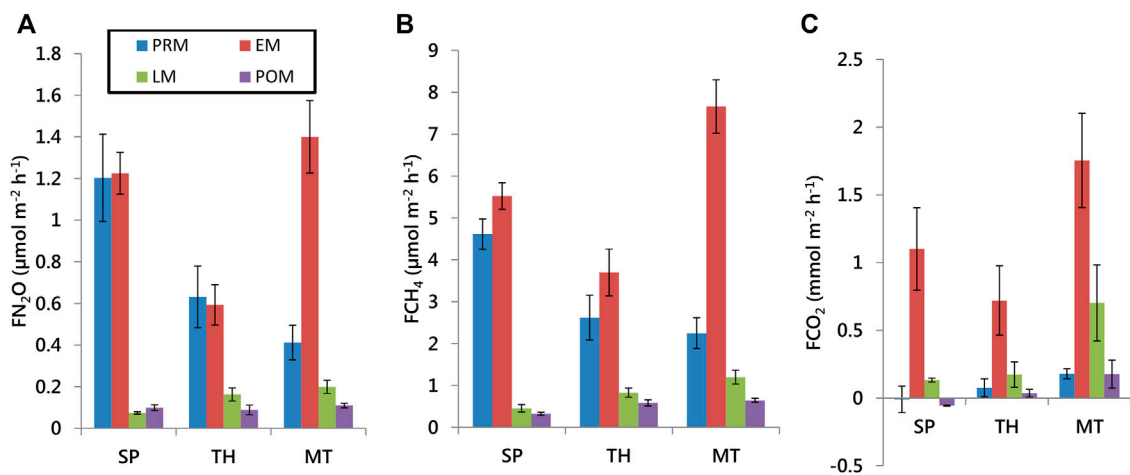 A
PRM
EM
LM
POM
FN₂O (μmol m⁻² h⁻¹)
1.8
1.6
1.4
1.2
1
0.8
0.6
0.4
0.2
0
SP TH MT
B
FCH₄ (μmol m⁻² h⁻¹)
9
8
7
6
5
4
3
2
1
0
SP TH MT
C
FCO₂ (mmol m⁻² h⁻¹)
2.5
2
1.5
1
0.5
0
-0.5
SP TH MT